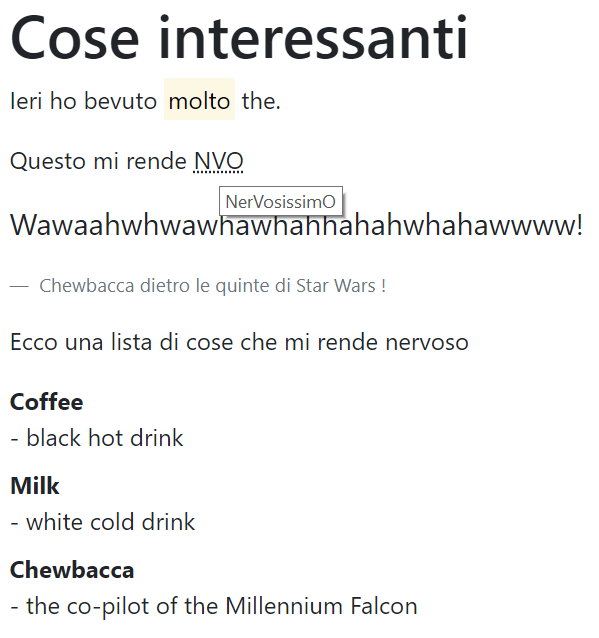 Cose interessanti
Ieri ho bevuto molto the.
Questo mi rende NVO
NerVosissimO
Wawaahwhwawhawhahhahahwhahawwww!
— Chewbacca dietro le quinte di Star Wars !
Ecco una lista di cose che mi rende nervoso
Coffee
- black hot drink
Milk
- white cold drink
Chewbacca
- the co-pilot of the Millennium Falcon